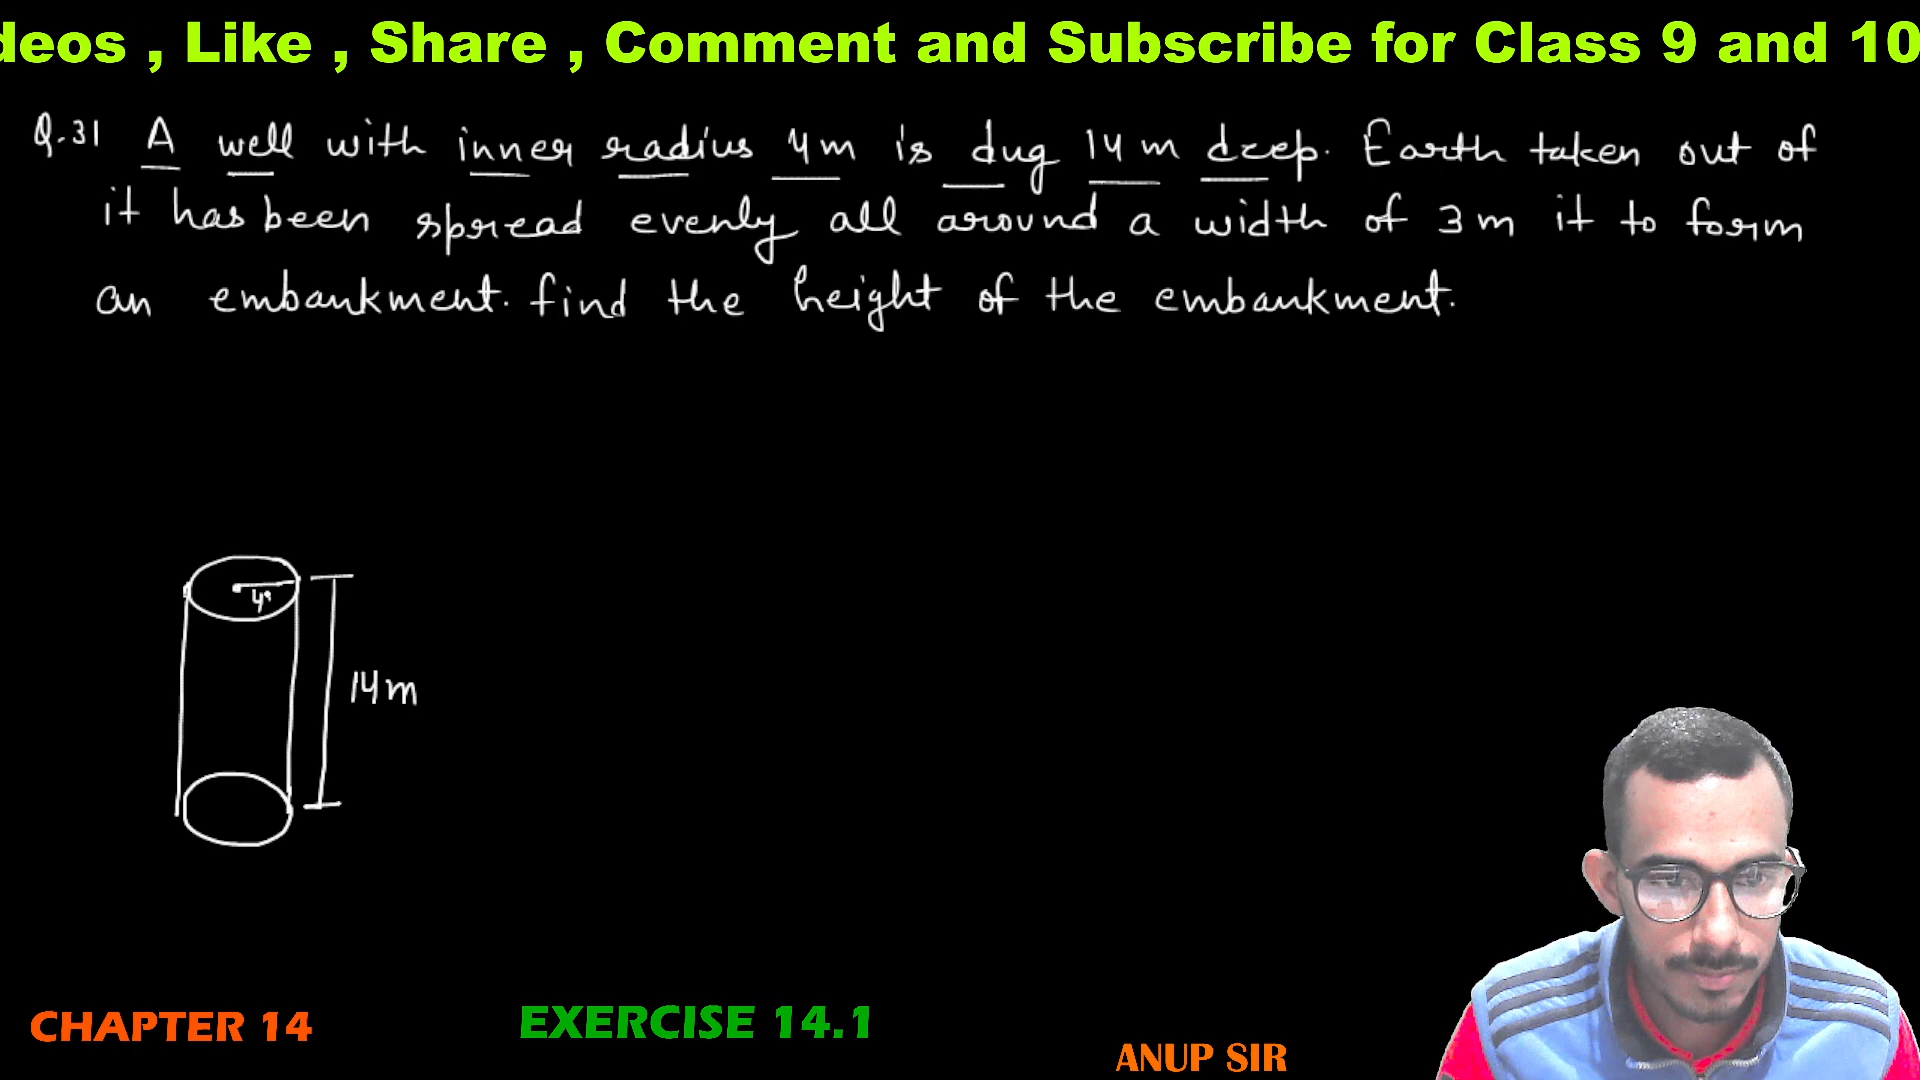 deos , Like , Share , Comment and Subscribe for Class 9 and 10
Q.31 A well with inner radius 4m is dug 14 m deep. Earth taken out of
it has been spread evenly all around a width of 3 m it to form
an embankment. find the height of the embankment.
4m
14m
CHAPTER 14
EXERCISE 14.1
ANUP SIR